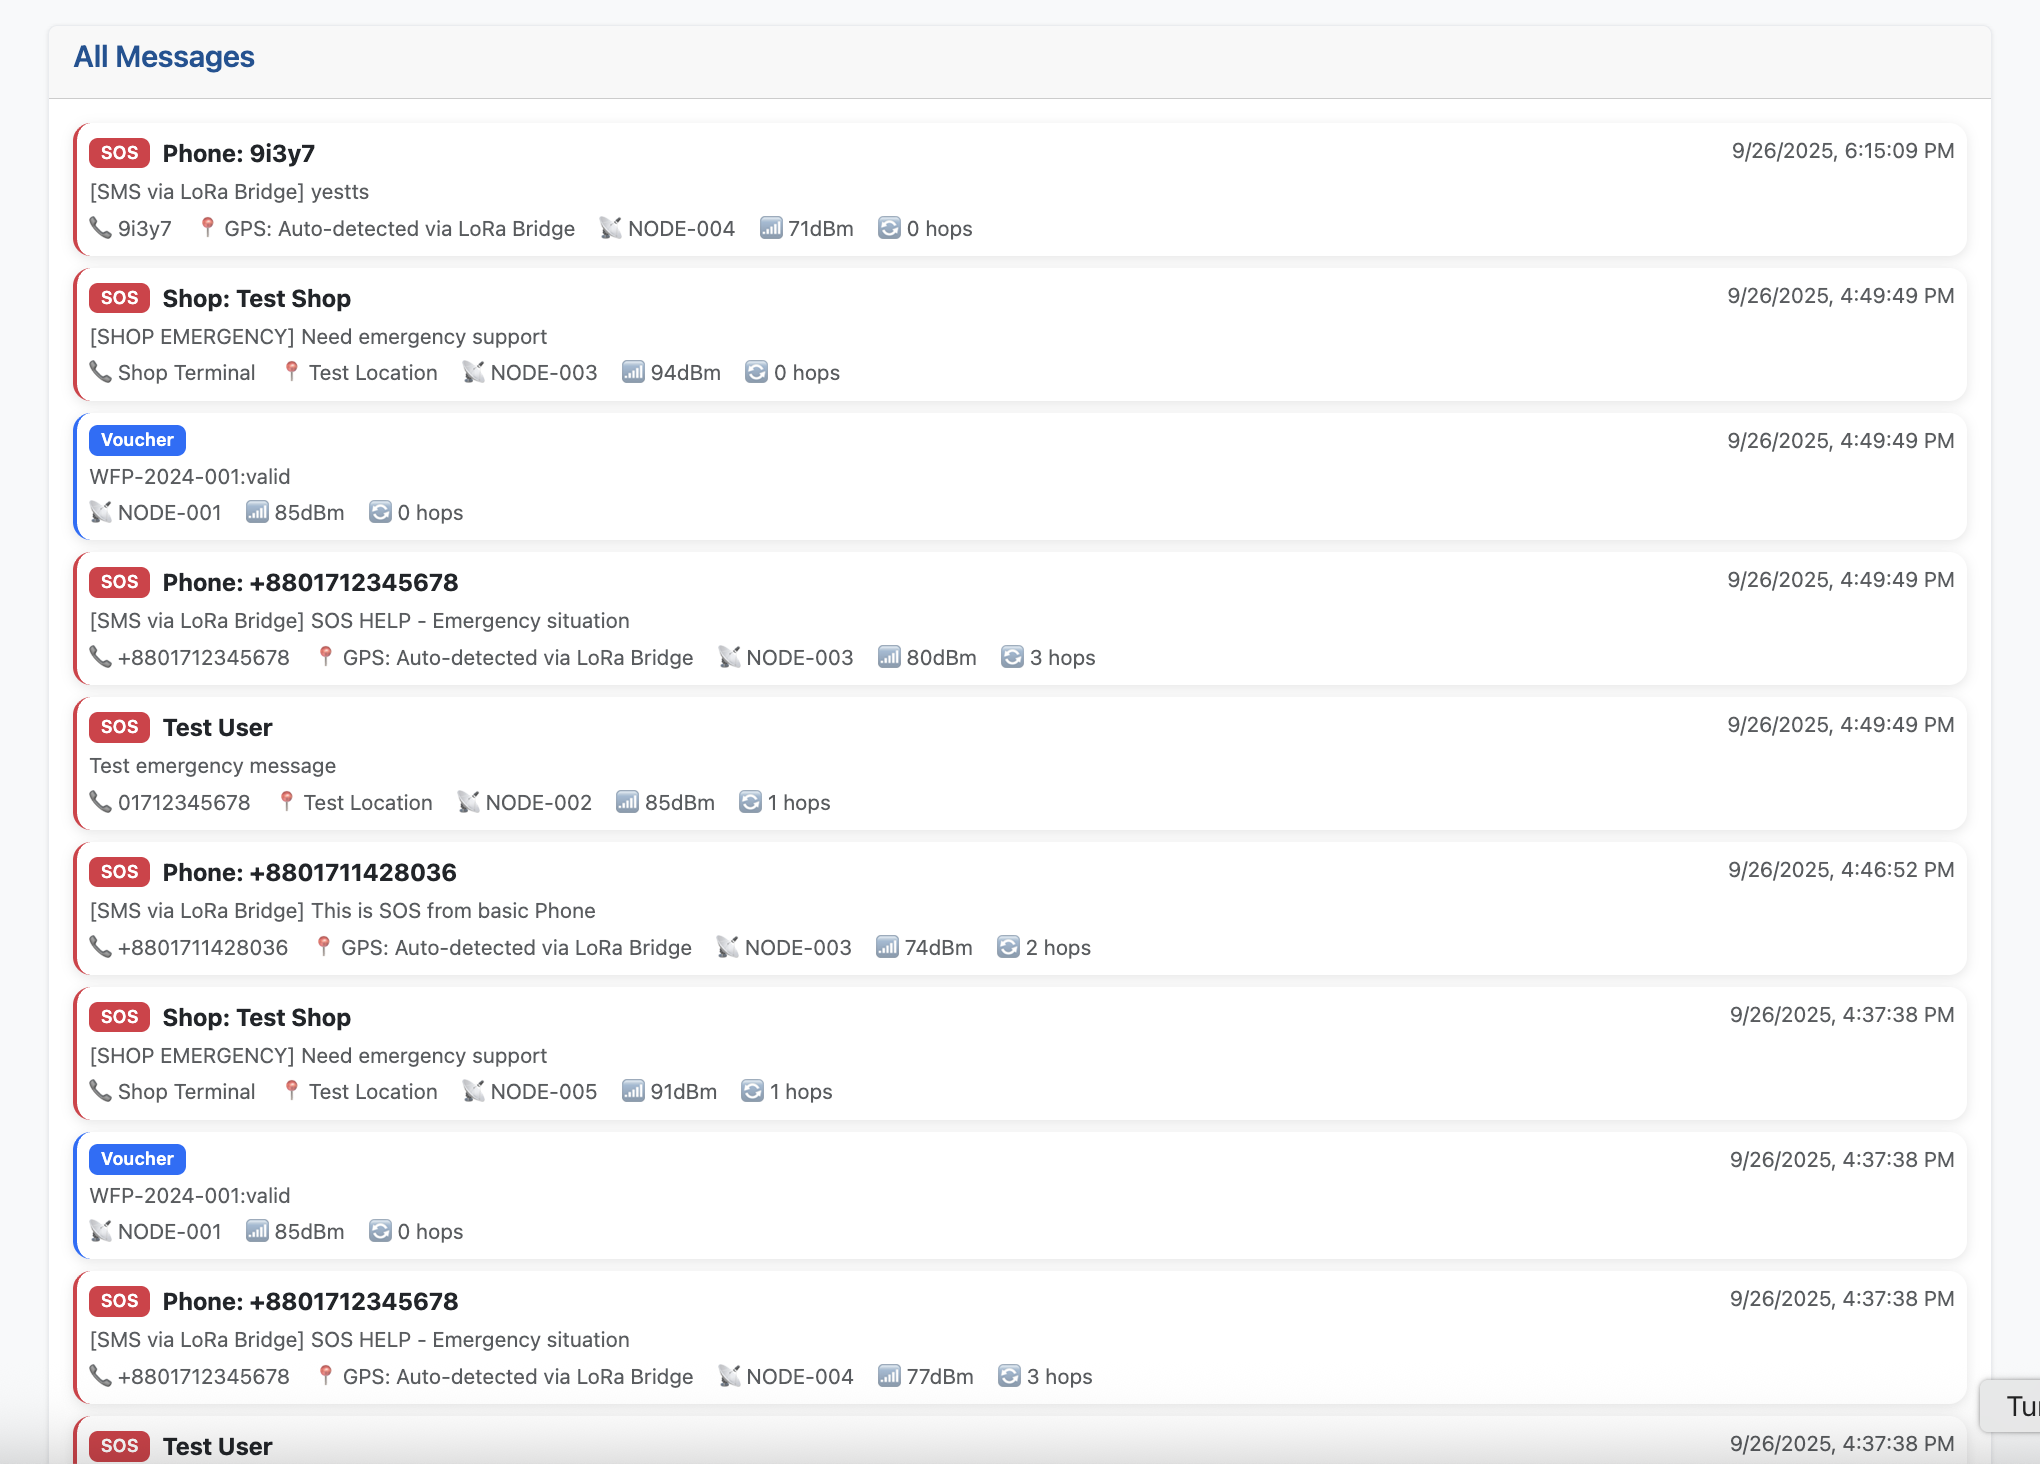 All Messages
SOS Phone: 9i3y7 9/26/2025, 6:15:09 PM
[SMS via LoRa Bridge] yestts
9i3y7 GPS: Auto-detected via LoRa Bridge NODE-004 71dBm 0 hops
SOS Shop: Test Shop 9/26/2025, 4:49:49 PM
[SHOP EMERGENCY] Need emergency support
Shop Terminal Test Location NODE-003 94dBm 0 hops
Voucher 9/26/2025, 4:49:49 PM
WFP-2024-001:valid
NODE-001 85dBm 0 hops
SOS Phone: +8801712345678 9/26/2025, 4:49:49 PM
[SMS via LoRa Bridge] SOS HELP - Emergency situation
+8801712345678 GPS: Auto-detected via LoRa Bridge NODE-003 80dBm 3 hops
SOS Test User 9/26/2025, 4:49:49 PM
Test emergency message
01712345678 Test Location NODE-002 85dBm 1 hops
SOS Phone: +8801711428036 9/26/2025, 4:46:52 PM
[SMS via LoRa Bridge] This is SOS from basic Phone
+8801711428036 GPS: Auto-detected via LoRa Bridge NODE-003 74dBm 2 hops
SOS Shop: Test Shop 9/26/2025, 4:37:38 PM
[SHOP EMERGENCY] Need emergency support
Shop Terminal Test Location NODE-005 91dBm 1 hops
Voucher 9/26/2025, 4:37:38 PM
WFP-2024-001:valid
NODE-001 85dBm 0 hops
SOS Phone: +8801712345678 9/26/2025, 4:37:38 PM
[SMS via LoRa Bridge] SOS HELP - Emergency situation
+8801712345678 GPS: Auto-detected via LoRa Bridge NODE-004 77dBm 3 hops
SOS Test User 9/26/2025, 4:37:38 PM